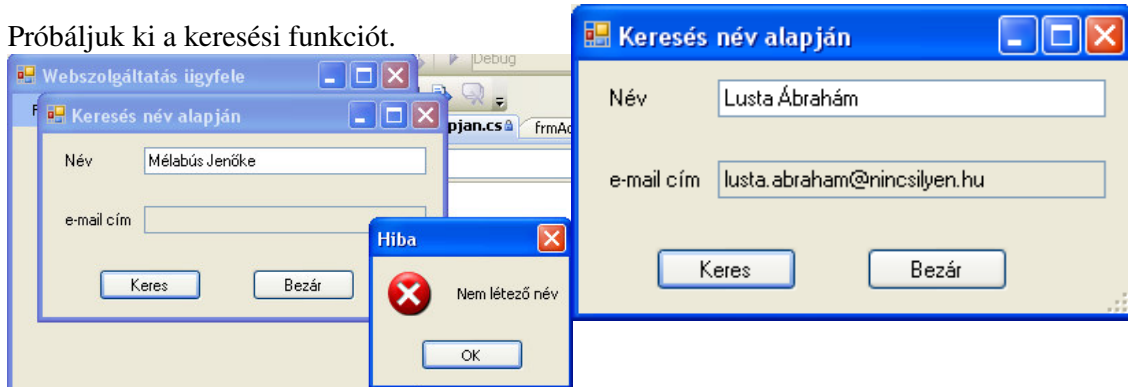 Próbáljuk ki a keresési funkciót.
Webszolgáltatás ügyfele
Debug
Keresés név alapján
pjan.cs
frmAd
Név
Mélabús Jenőke
e-mail cím
Keres
Bezár
Hiba
Nem létező név
OK
Keresés név alapján
Név
Lusta Ábrahám
e-mail cím
lusta.abraham@nincsilyen.hu
Keres
Bezár